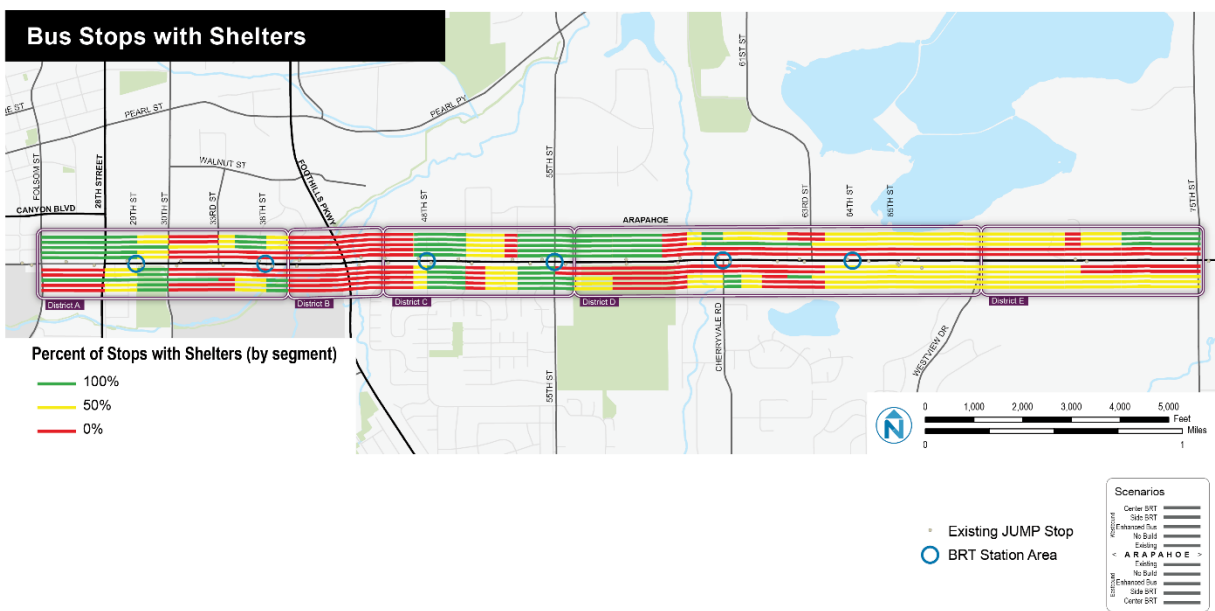 Bus Stops with Shelters
61ST ST
PEARL PY
PEARL ST
WALNUT ST
FOLSOM ST
28TH STREET
CANYON BLVD
29TH ST
30TH ST
33RD ST
38TH ST
FOOTHILLS PKWY
48TH ST
55TH ST
ARAPAHOE
63RD ST
64TH ST
65TH ST
75TH ST
District A
District B
District C
District D
District E
Percent of Stops with Shelters (by segment)
100%
50%
0%
55TH ST
CHERRYVALE RD
WESTVIEW DR
N
0 1,000 2,000 3,000 4,000 5,000
Feet
Miles
0 1
Existing JUMP Stop
BRT Station Area
Scenarios
Center BRT
Side BRT
Enhanced Bus
No Build
Existing
< ARAPAHOE >
Existing
No Build
Enhanced Bus
Side BRT
Center BRT
Eastbound